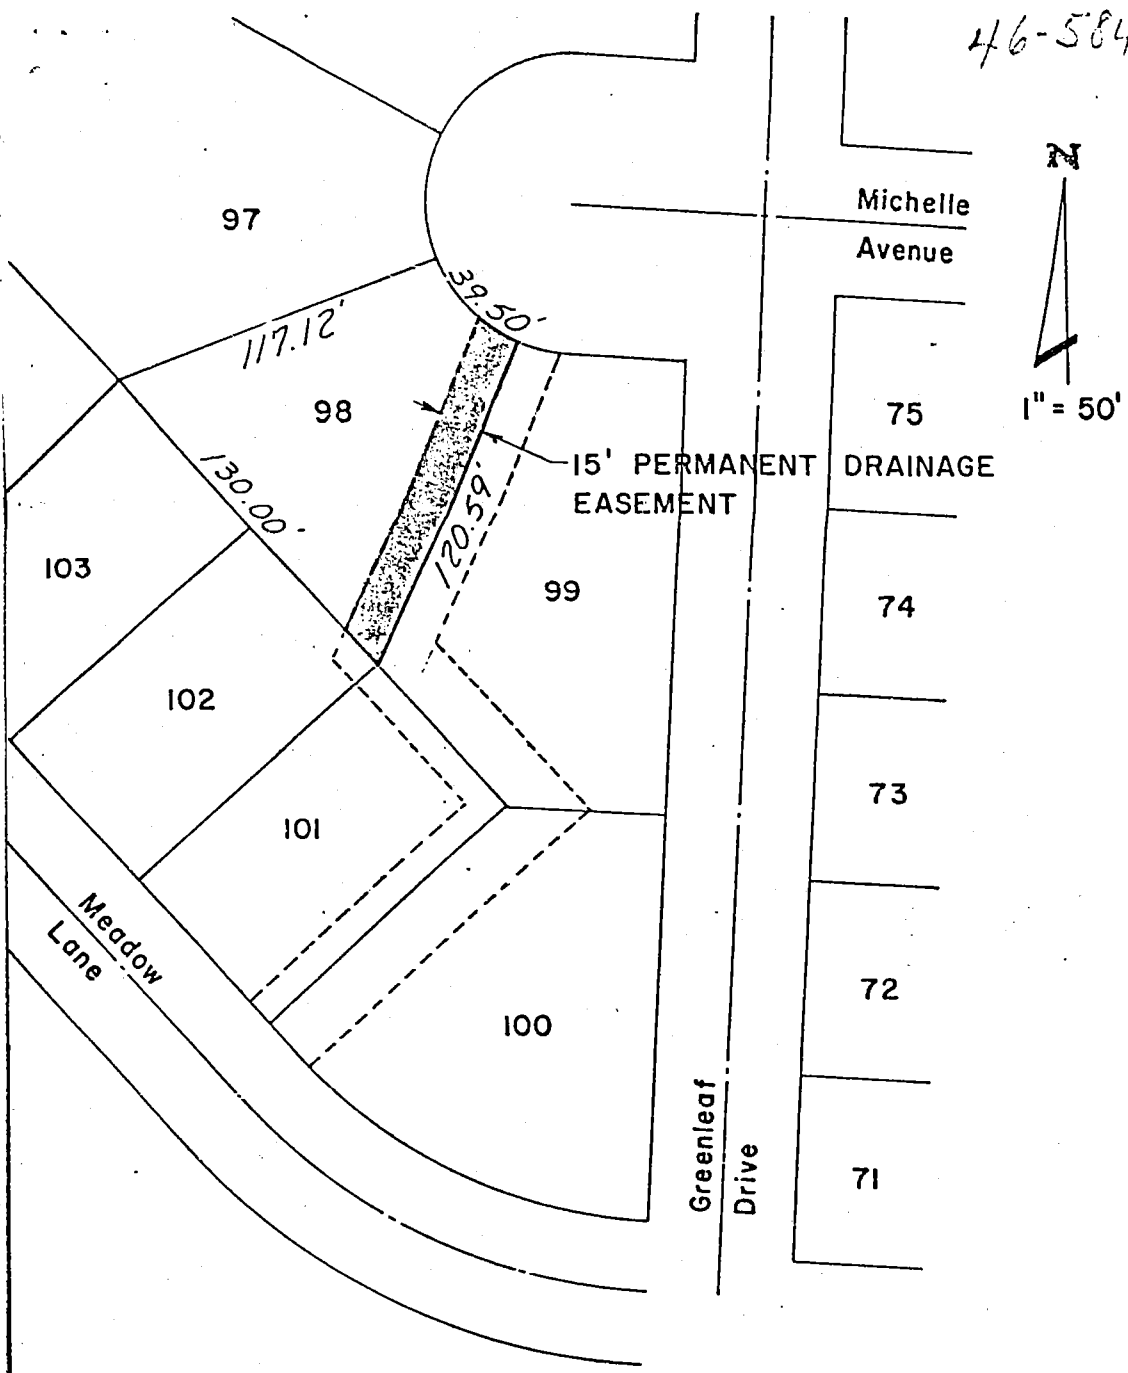 46-584
N
Michelle
Avenue
97
39.50'
117.12'
98
75
1" = 50'
15' PERMANENT DRAINAGE
EASEMENT
130.00'
120.59'
103
99
74
102
73
101
Meadow
Lane
72
100
Greenleaf
Drive
71